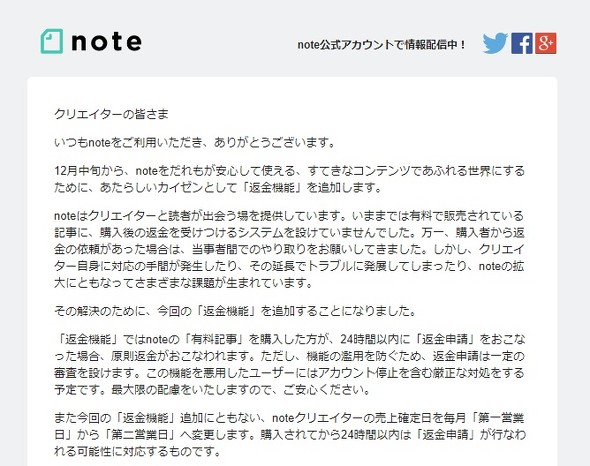 note
note公式アカウントで情報配信中！
クリエイターの皆さま
いつもnoteをご利用いただき、ありがとうございます。
12月中旬から、noteをだれもが安心して使える、すてきなコンテンツであふれる世界にする
ために、あたらしいカイゼンとして「返金機能」を追加します。
noteはクリエイターと読者が出会う場を提供しています。いままでは有料で販売されている
記事に、購入後の返金を受けつけるシステムを設けていませんでした。万一、購入者から返
金の依頼があった場合は、当事者間でのやり取りをお願いしてきました。しかし、クリエイ
ター自身に対応の手間が発生したり、その延長でトラブルに発展してしまったり、noteの拡
大にともなってさまざまな課題が生まれています。
その解決のために、今回の「返金機能」を追加することになりました。
「返金機能」ではnoteの「有料記事」を購入した方が、24時間以内に「返金申請」をおこな
った場合、原則返金がおこなわれます。ただし、機能の濫用を防ぐため、返金申請は一定の
審査を設けます。この機能を悪用したユーザーにはアカウント停止を含む厳正な対処をする
予定です。最大限の配慮をいたしますので、ご安心ください。
また今回の「返金機能」追加にともない、noteクリエイターの売上確定日を毎月「第一営業
日」から「第二営業日」へ変更します。購入されてから24時間以内は「返金申請」が行なわ
れる可能性に対応するものです。